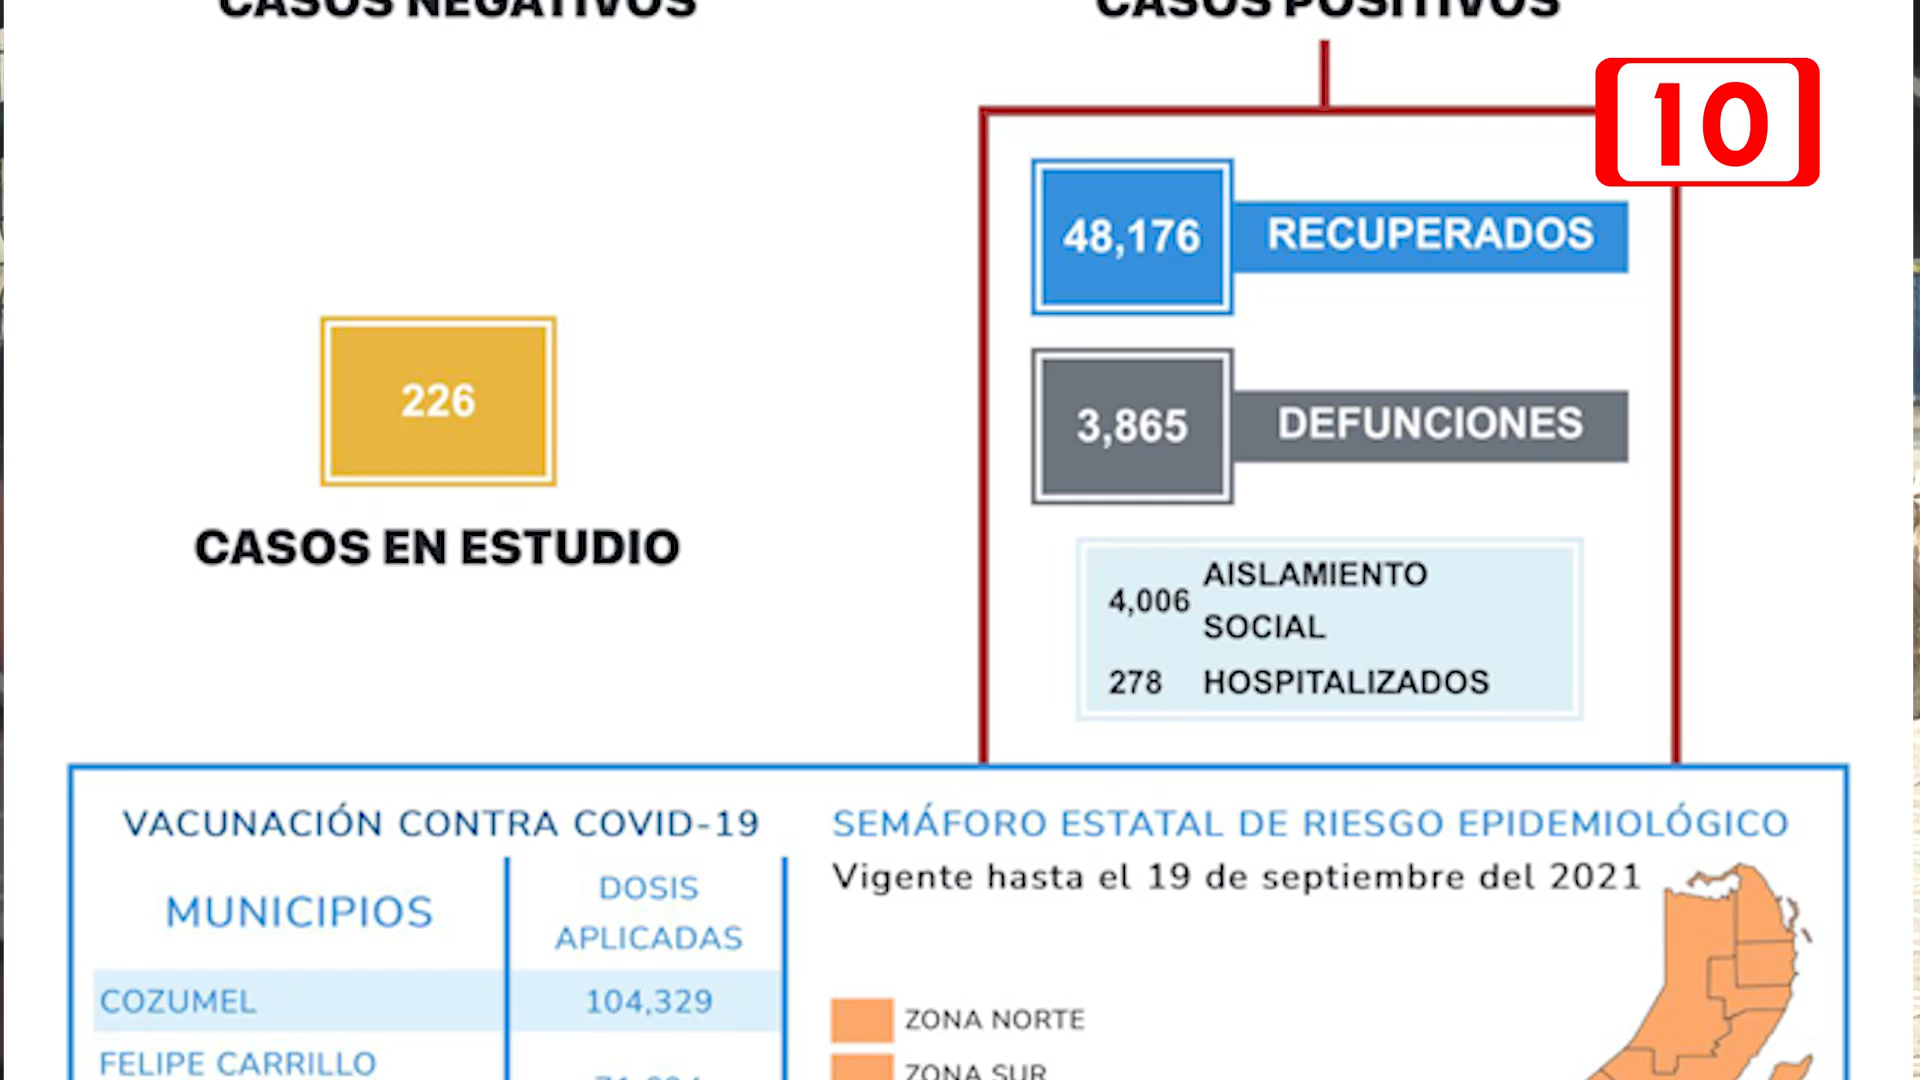 CASOS NEGATIVOS
CASOS POSITIVOS
10
48,176 RECUPERADOS
226
3,865 DEFUNCIONES
CASOS EN ESTUDIO
4,006 AISLAMIENTO
SOCIAL
278 HOSPITALIZADOS
VACUNACIÓN CONTRA COVID-19
MUNICIPIOS
DOSIS
APLICADAS
COZUMEL 104,329
FELIPE CARRILLO
SEMÁFORO ESTATAL DE RIESGO EPIDEMIOLÓGICO
Vigente hasta el 19 de septiembre del 2021
ZONA NORTE
ZONA SUR